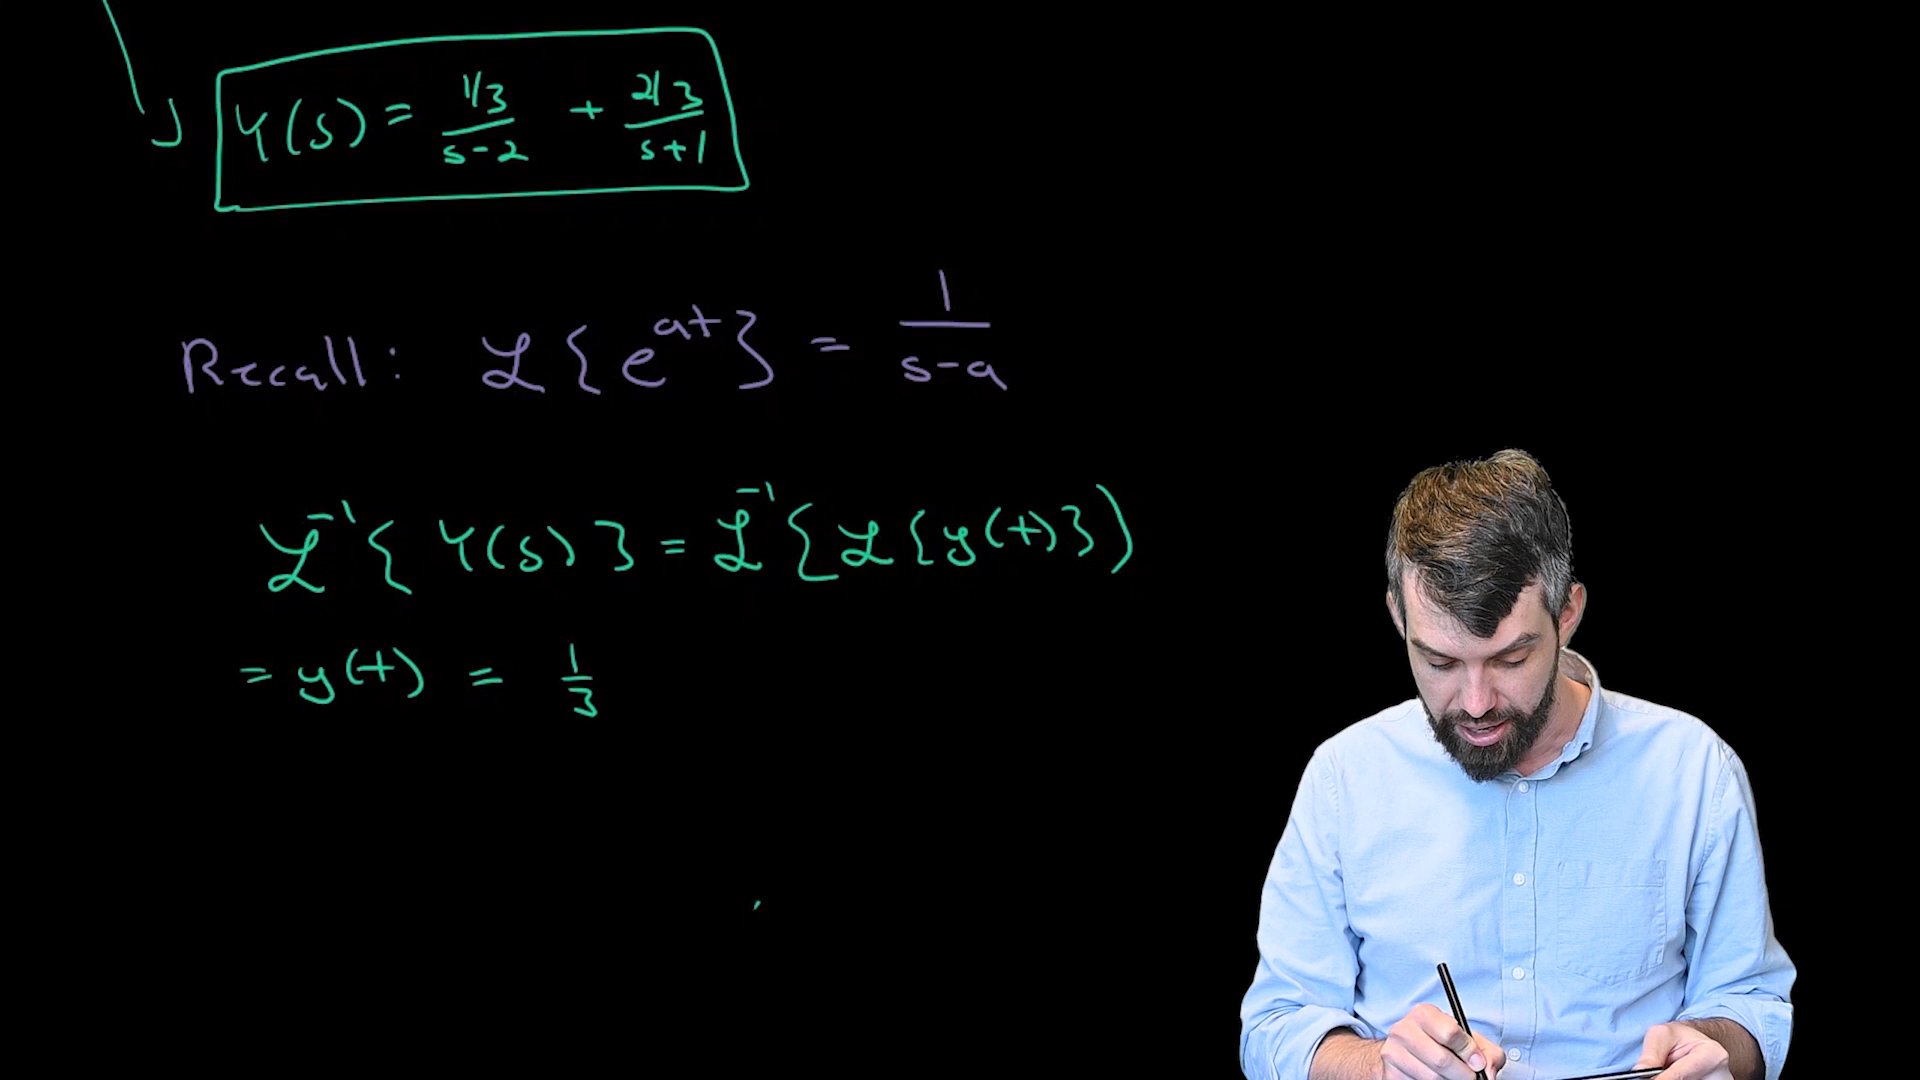 Y(s) = 1/3 / s-2 + 2/3 / s+1
Recall: ℒ{e^at} = 1 / s-a
ℒ^-1{Y(s)} = ℒ^-1{ℒ{y(t)})
= y(t) = 1/3